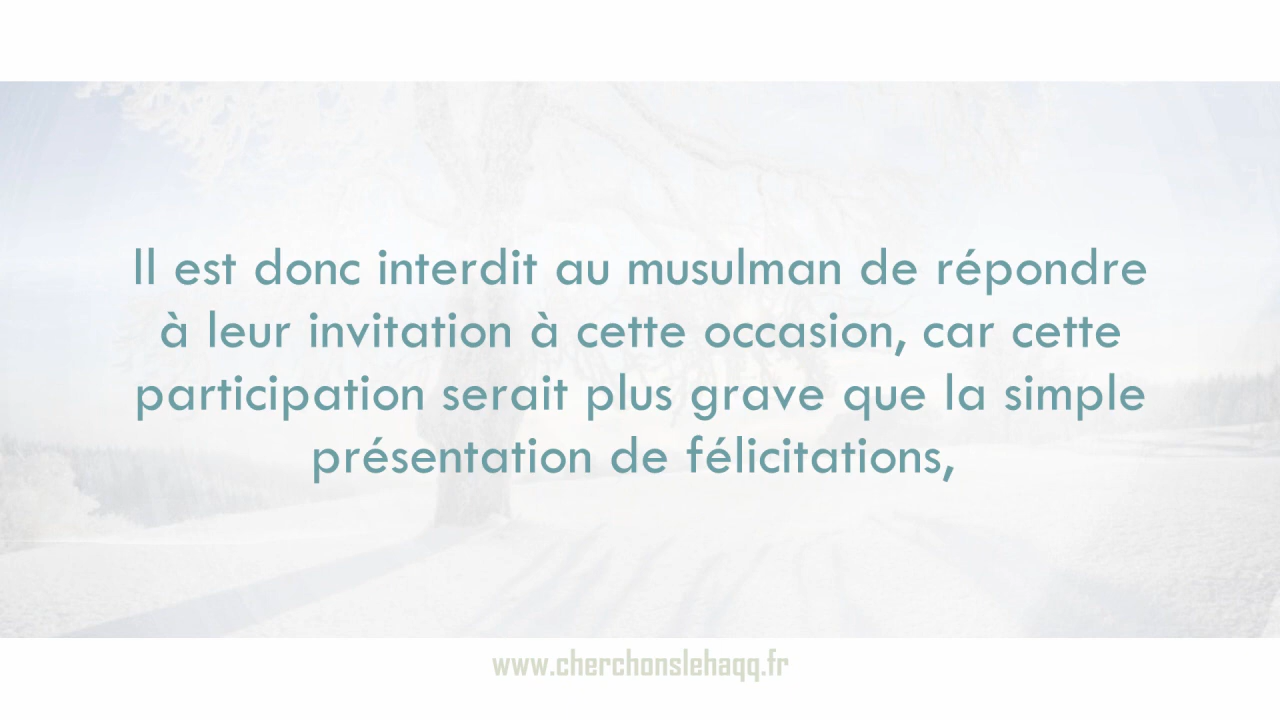 Il est donc interdit au musulman de répondre
à leur invitation à cette occasion, car cette
participation serait plus grave que la simple
présentation de félicitations,
www.cherchonslehaqq.fr